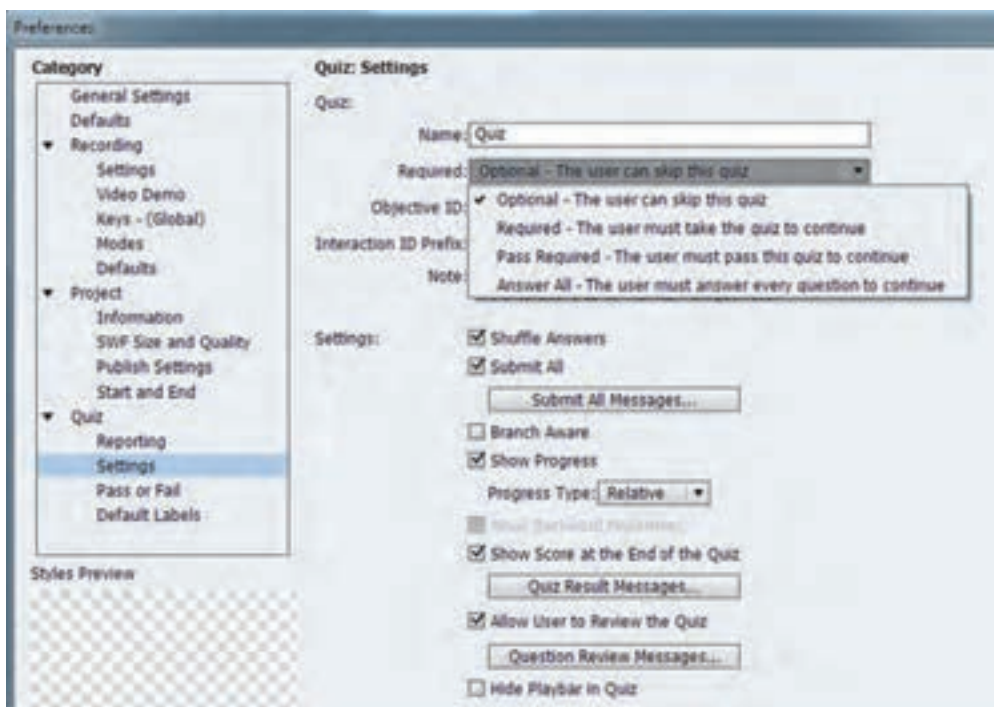 Preferences
Category
General Settings
Defaults
Recording
Settings
Video Demo
Keys - (Global)
Modes
Defaults
Project
Information
SWF Size and Quality
Publish Settings
Start and End
Quiz
Reporting
Settings
Pass or Fail
Default Labels
Styles Preview
Quiz: Settings
Quiz:
Name: Quiz
Required: Optional - The user can skip this quiz
Objective ID:
Optional - The user can skip this quiz
Required - The user must take the quiz to continue
Interaction ID Prefix:
Pass Required - The user must pass this quiz to continue
Note:
Answer All - The user must answer every question to continue
Settings:
Shuffle Answers
Submit All
Submit All Messages...
Branch Aware
Show Progress
Progress Type: Relative
Show Score at the End of the Quiz
Quiz Result Messages...
Allow User to Review the Quiz
Question Review Messages...
Hide Playbar in Quiz